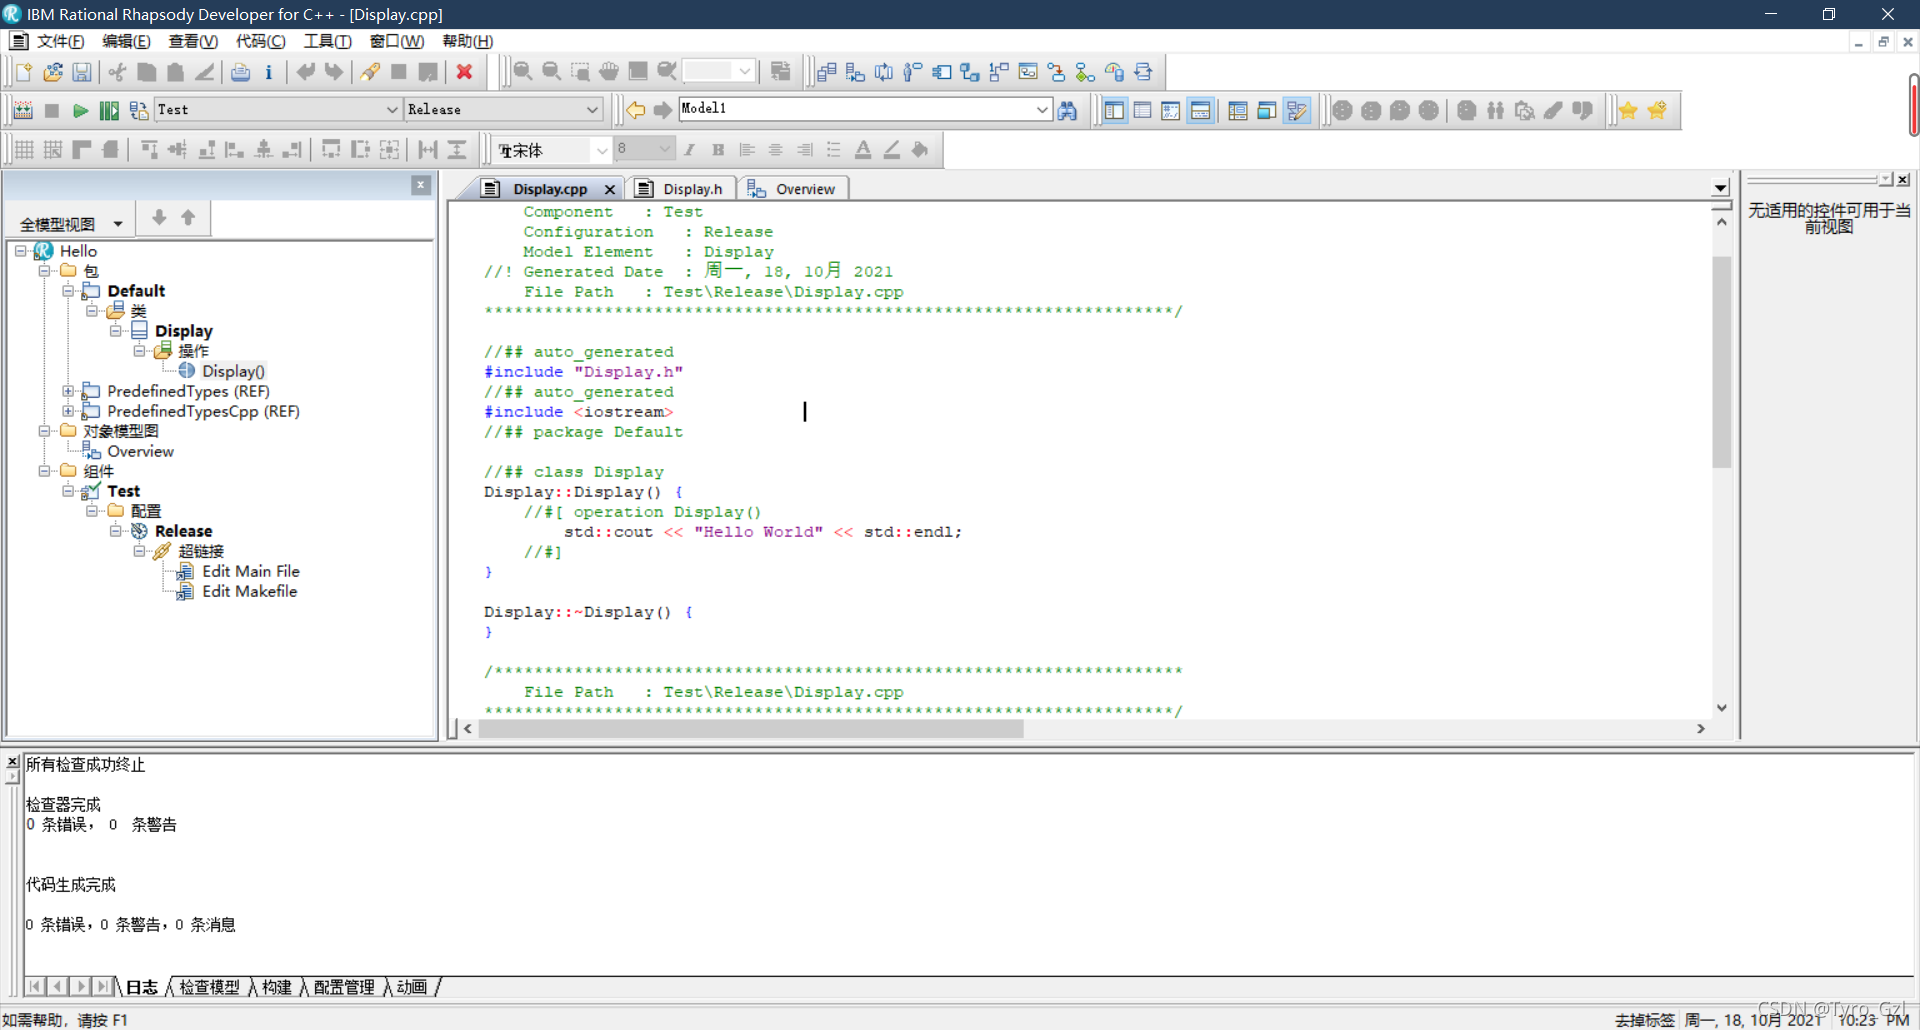 IBM Rational Rhapsody Developer for C++ - [Display.cpp]
文件(F) 编辑(E) 查看(V) 代码(C) 工具(T) 窗口(W) 帮助(H)
Test Release Model1
宋体 8
Display.cpp Display.h Overview
全模型视图
Hello
包
Default
类
Display
操作
Display()
PredefinedTypes (REF)
PredefinedTypesCpp (REF)
对象模型图
Overview
组件
Test
配置
Release
超链接
Edit Main File
Edit Makefile
Component : Test
Configuration : Release
Model Element : Display
//! Generated Date : 周一, 18, 10月 2021
File Path : Test\Release\Display.cpp
*********************************************************************/
//## auto_generated
#include "Display.h"
//## auto_generated
#include <iostream>
//## package Default
//## class Display
Display::Display() {
//#[ operation Display()
std::cout << "Hello World" << std::endl;
//#]
}
Display::~Display() {
}
/*********************************************************************
File Path : Test\Release\Display.cpp
*********************************************************************/
无适用的控件可用于当
前视图
所有检查成功终止
检查器完成
0 条错误， 0 条警告
代码生成完成
0 条错误，0 条警告，0 条消息
日志 检查模型 构建 配置管理 动画
如需帮助，请按 F1
去掉标签 周一, 18, 10月 2021 10:23 PM
CSDN @Tyro_Gzl